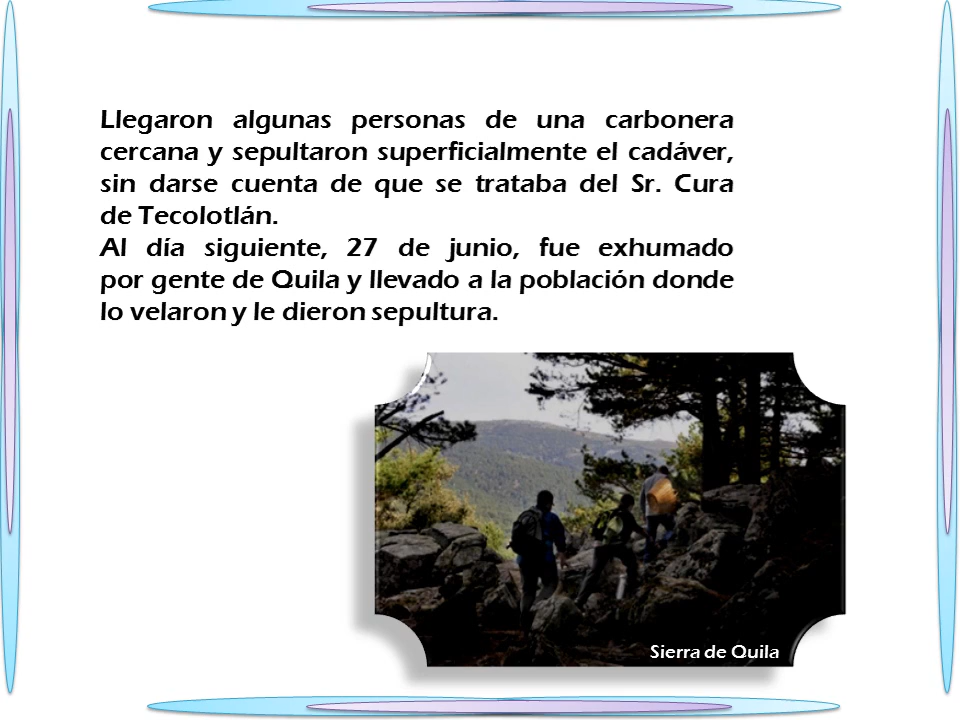 Llegaron algunas personas de una carbonera
cercana y sepultaron superficialmente el cadáver,
sin darse cuenta de que se trataba del Sr. Cura
de Tecolotlán.
Al día siguiente, 27 de junio, fue exhumado
por gente de Quila y llevado a la población donde
lo velaron y le dieron sepultura.
Sierra de Quila